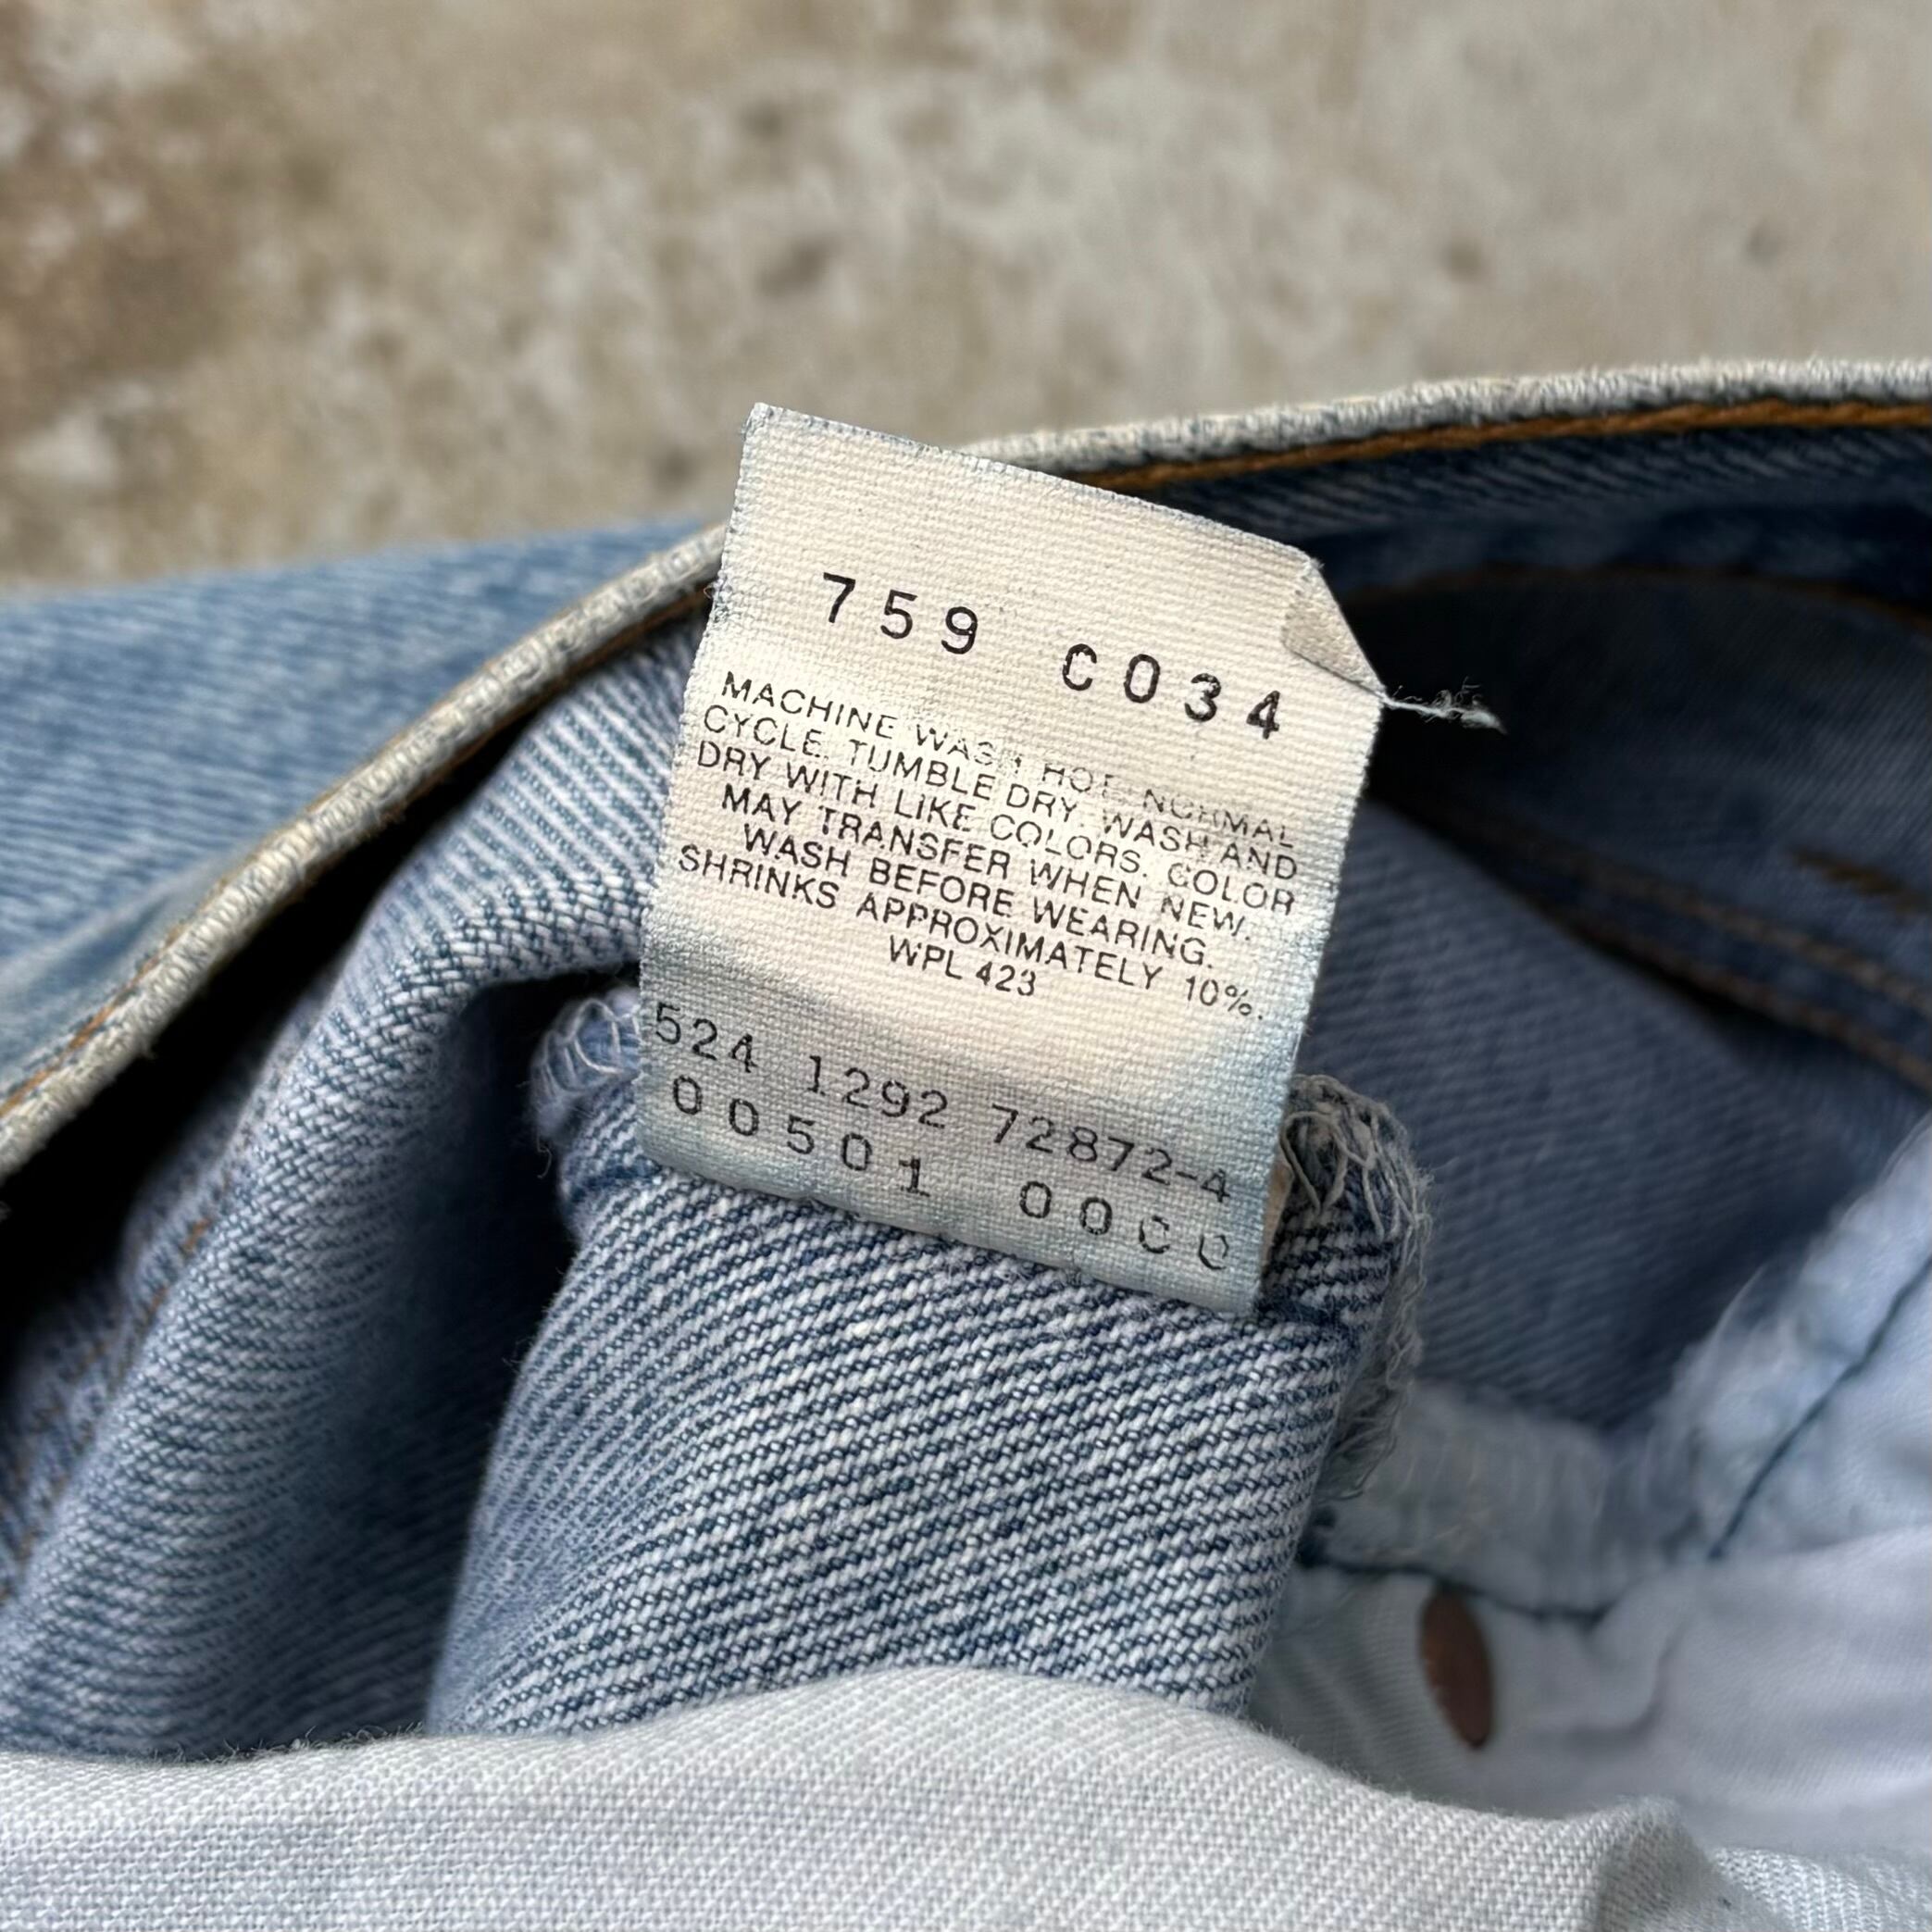 759 C034
MACHINE WASH HOT NORMAL
CYCLE. TUMBLE DRY. WASH AND
DRY WITH LIKE COLORS. COLOR
MAY TRANSFER WHEN NEW.
WASH BEFORE WEARING.
SHRINKS APPROXIMATELY 10%.
WPL 423
524 1292 72872-4
00501 0000